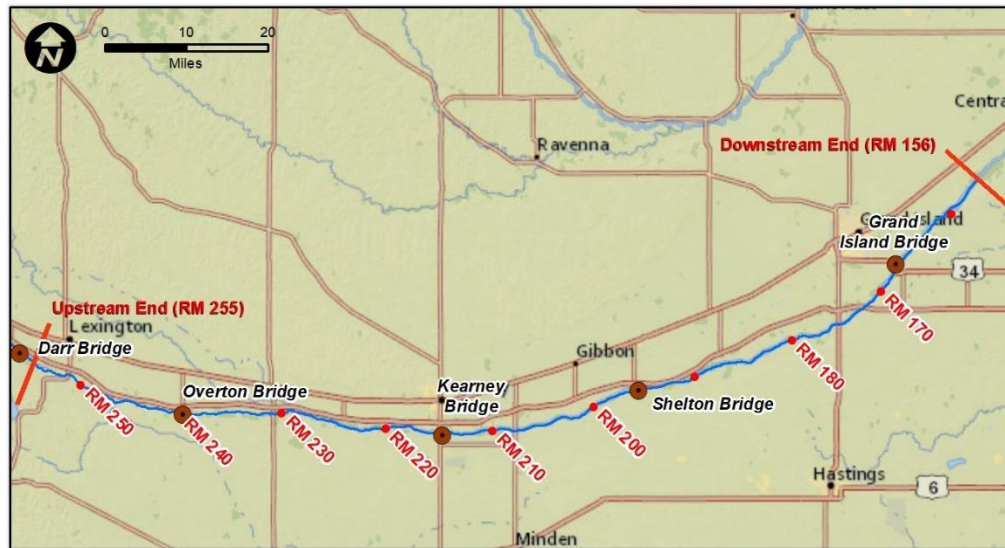 N
0
20
Miles
Ravenna
Downstream End (RM 156)
Centra
Grand Island
Grand
Island Bridge
34
RM 170
Upstream End (RM 255)
Lexington
Darr Bridge
Gibbon
RM 180
Overton Bridge
Kearney
Bridge
Shelton Bridge
RM 250
RM 240
RM 230
RM 220
RM 210
RM 200
Hastings
6
Minden